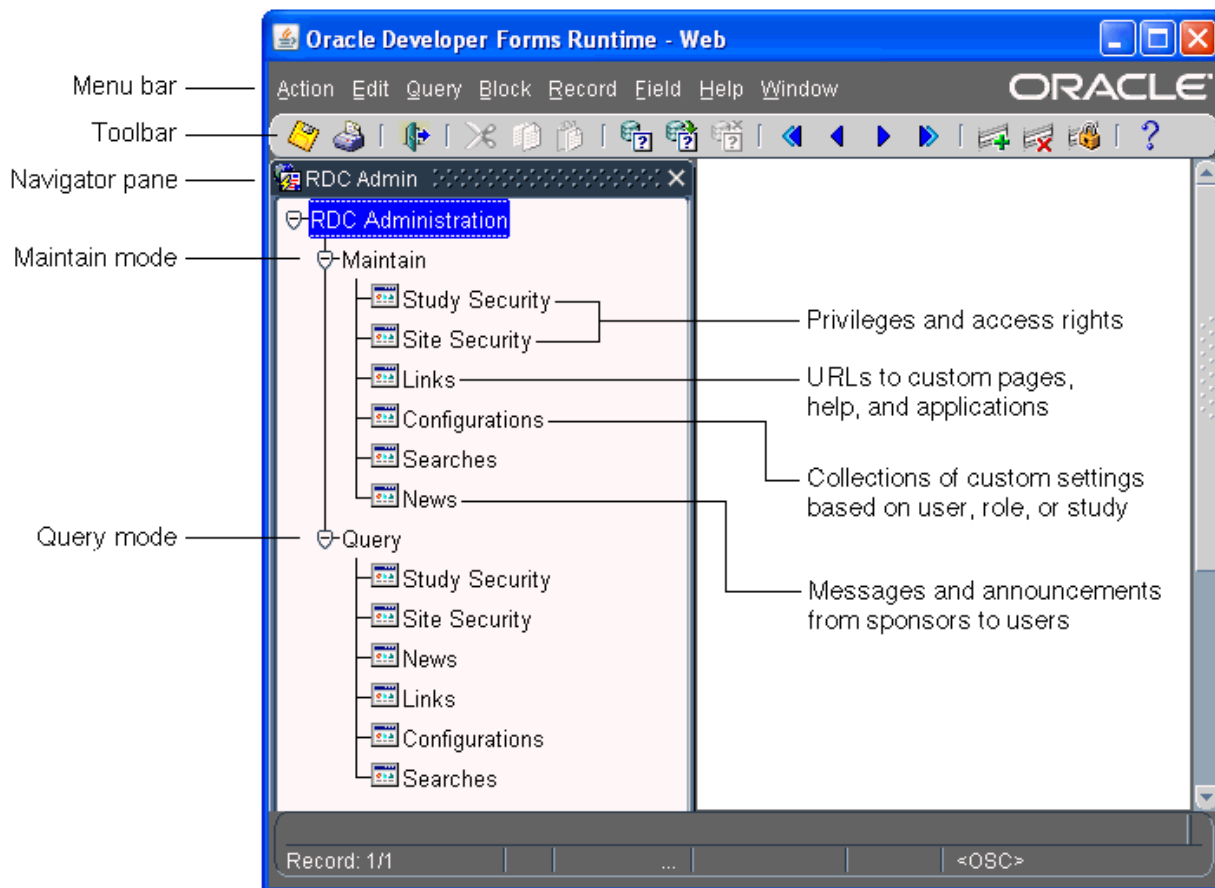 Oracle Developer Forms Runtime - Web
Menu bar
Action Edit Query Block Record Field Help Window
ORACLE
Toolbar
Navigator pane
RDC Admin
RDC Administration
Maintain mode
Maintain
Study Security
Site Security
Privileges and access rights
Links
URLs to custom pages,
help, and applications
Configurations
Searches
Collections of custom settings
based on user, role, or study
News
Query mode
Query
Study Security
Messages and announcements
from sponsors to users
Site Security
News
Links
Configurations
Searches
Record: 1/1
...
<OSC>